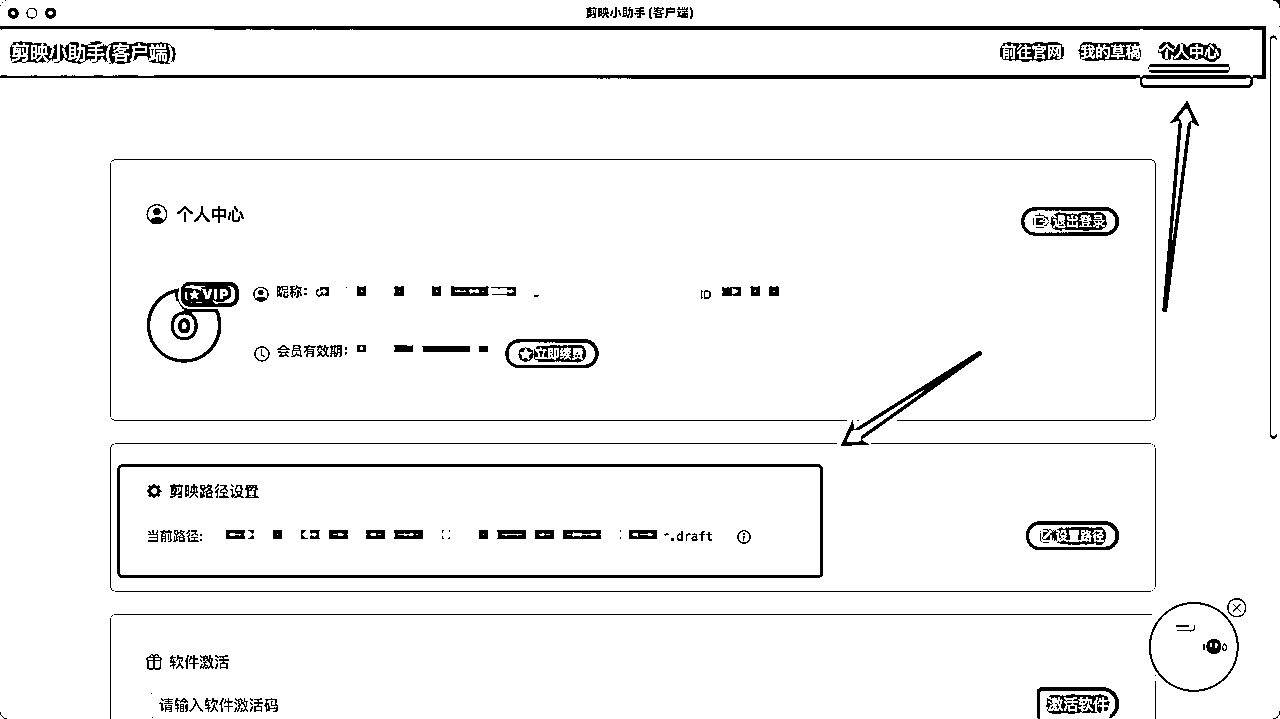 剪映小助手 (客户端)
剪映小助手(客户端)
前往官网 我的草稿 个人中心
个人中心
退出登录
VIP
昵称:
ID
会员有效期:
立即续费
剪映路径设置
当前路径:
.draft
设置路径
软件激活
请输入软件激活码
激活软件